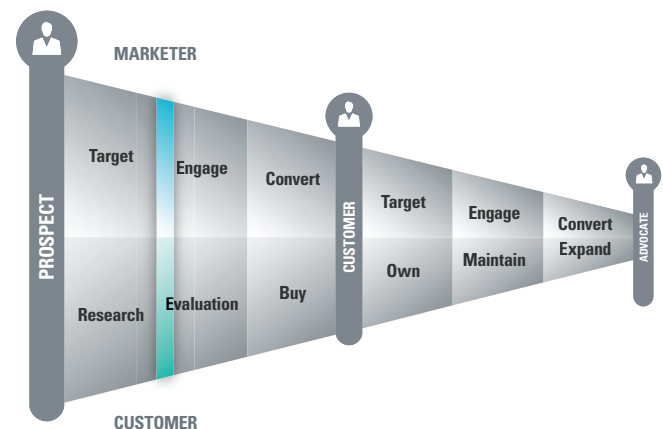 MARKETER
PROSPECT
Target
Engage
Convert
CUSTOMER
Target
Engage
Convert
ADVOCATE
Research
Evaluation
Buy
Own
Maintain
Expand
CUSTOMER